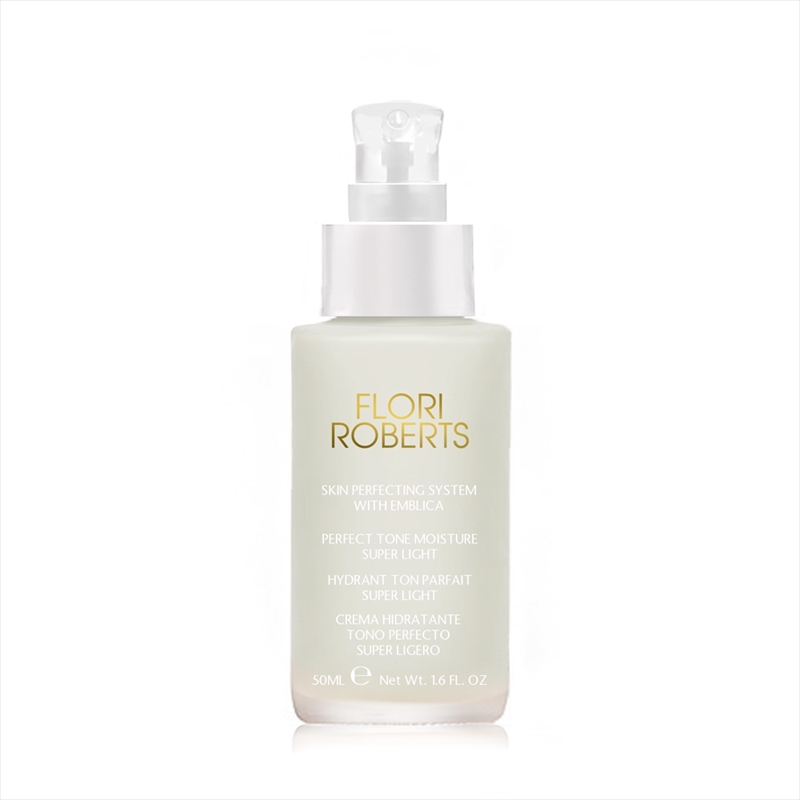 FLORI
ROBERTS
SKIN PERFECTING SYSTEM
WITH EMBLICA
PERFECT TONE MOISTURE
SUPER LIGHT
HYDRANT TON PARFAIT
SUPER LIGHT
CREMA HIDRATANTE
TONO PERFECTO
SUPER LIGERO
50ML ℮ Net Wt. 1.6 FL. OZ